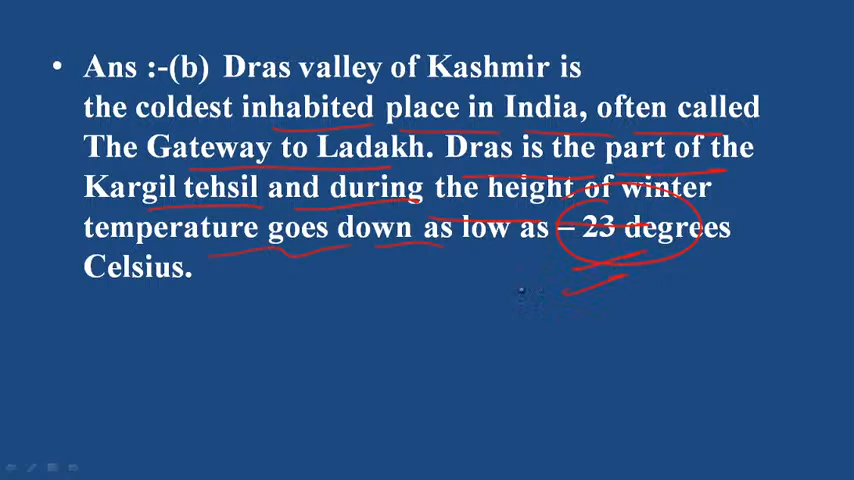 • Ans :-(b) Dras valley of Kashmir is
the coldest inhabited place in India, often called
The Gateway to Ladakh. Dras is the part of the
Kargil tehsil and during the height of winter
temperature goes down as low as – 23 degrees
Celsius.